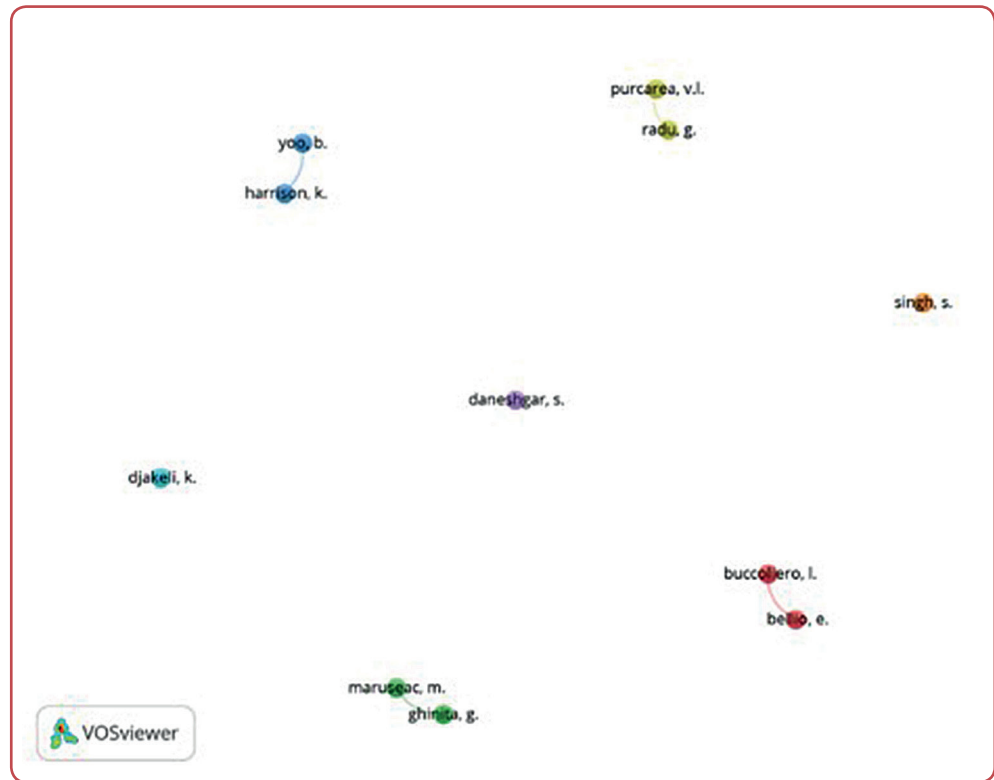 purcarea, v.l.
radu, g.
yoo, b.
harrison, k.
singh, s.
daneshgar, s.
djakeli, k.
buccoliero, l.
bellio, e.
maruseac, m.
ghinita, g.
VOSviewer